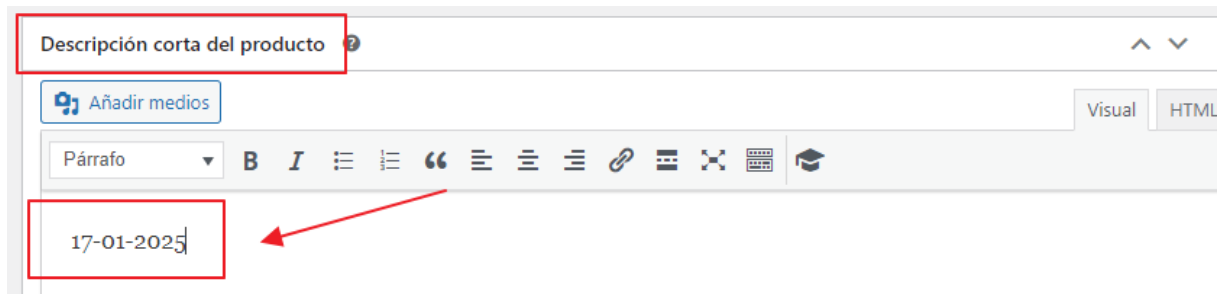 Descripción corta del producto
Añadir medios
Visual HTML
Párrafo
17-01-2025